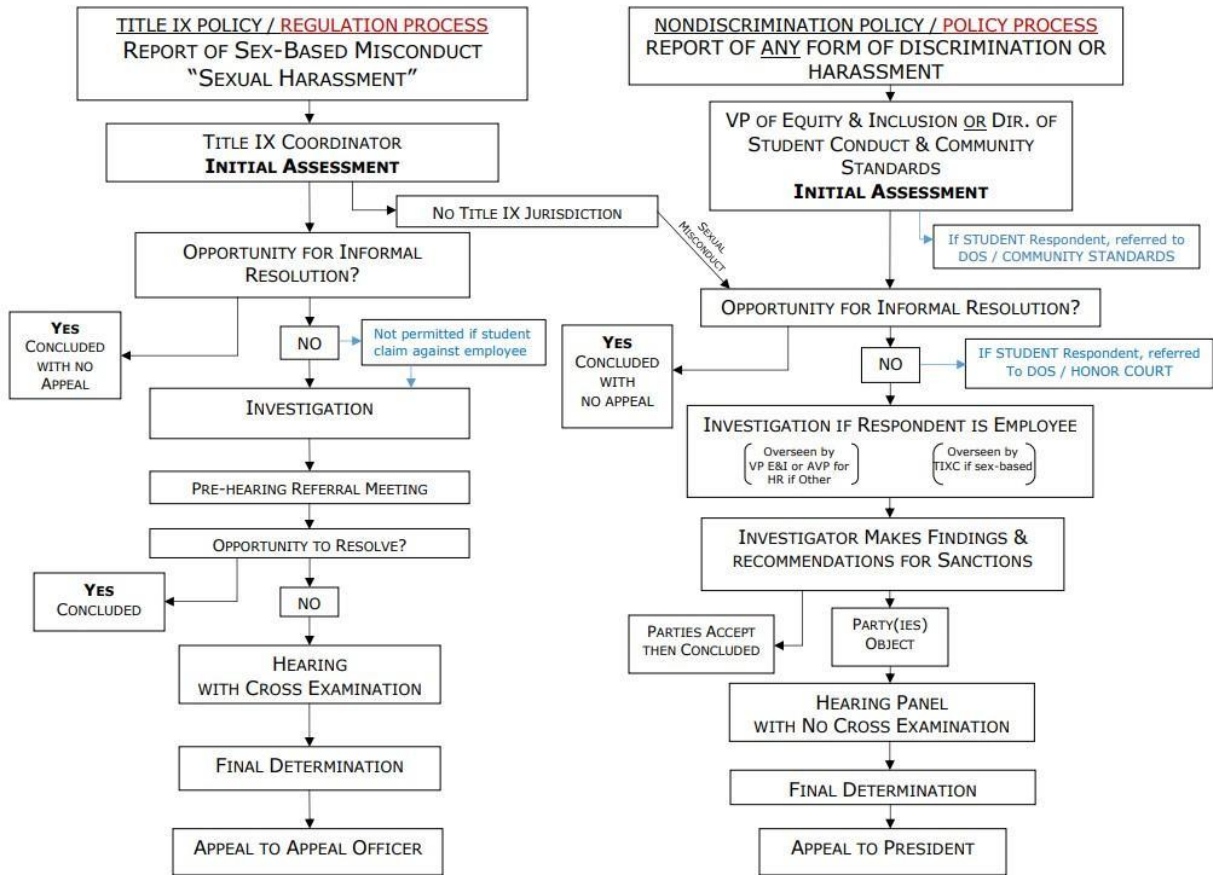 TITLE IX POLICY / REGULATION PROCESS
REPORT OF SEX-BASED MISCONDUCT
“SEXUAL HARASSMENT”
TITLE IX COORDINATOR
INITIAL ASSESSMENT
NO TITLE IX JURISDICTION
SEXUAL
MISCONDUCT
OPPORTUNITY FOR INFORMAL
RESOLUTION?
YES
CONCLUDED
WITH NO
APPEAL
NO
Not permitted if student
claim against employee
INVESTIGATION
PRE-HEARING REFERRAL MEETING
OPPORTUNITY TO RESOLVE?
YES
CONCLUDED
NO
HEARING
WITH CROSS EXAMINATION
FINAL DETERMINATION
APPEAL TO APPEAL OFFICER
NONDISCRIMINATION POLICY / POLICY PROCESS
REPORT OF ANY FORM OF DISCRIMINATION OR
HARASSMENT
VP OF EQUITY & INCLUSION OR DIR. OF
STUDENT CONDUCT & COMMUNITY
STANDARDS
INITIAL ASSESSMENT
If STUDENT Respondent, referred to
DOS / COMMUNITY STANDARDS
OPPORTUNITY FOR INFORMAL RESOLUTION?
YES
CONCLUDED
WITH
NO APPEAL
NO
IF STUDENT Respondent, referred
To DOS / HONOR COURT
INVESTIGATION IF RESPONDENT IS EMPLOYEE
Overseen by
VP E&I or AVP for
HR if Other
Overseen by
TIXC if sex-based
INVESTIGATOR MAKES FINDINGS &
RECOMMENDATIONS FOR SANCTIONS
PARTIES ACCEPT
THEN CONCLUDED
PARTY(IES)
OBJECT
HEARING PANEL
WITH NO CROSS EXAMINATION
FINAL DETERMINATION
APPEAL TO PRESIDENT